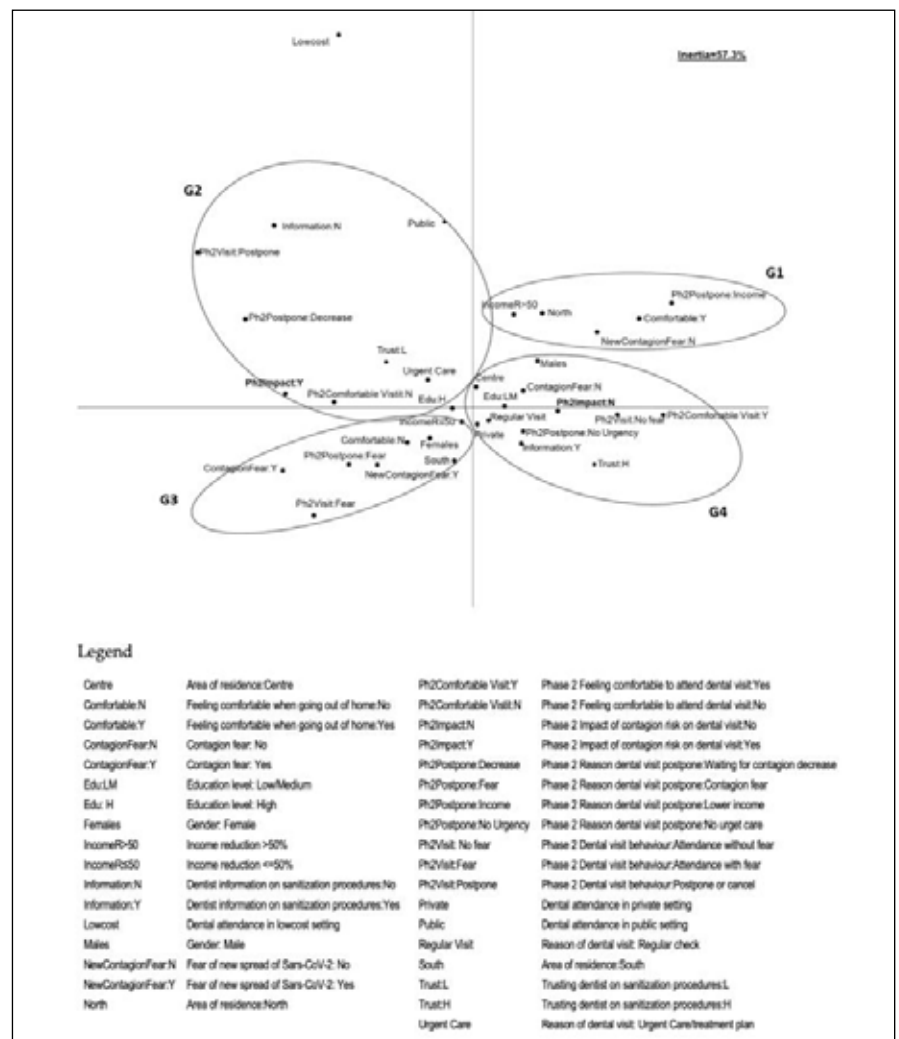 Lowcost
Inertia=57.3%
G2
Information:N
Public
Ph2Visit:Postpone
G1
Ph2Postpone:Income
IncomeR>50
North
Comfortable:Y
Ph2Postpone:Decrease
NewContagionFear:N
Trust:L
Males
Urgent Care
Centre
Ph2Impact:Y
ContagionFear:N
Ph2Comfortable Visit:N
Edu:H
Edu:LM
Ph2Impact:N
IncomeR≤50
Regular Visit
Ph2Visit:No fear
Ph2Comfortable Visit:Y
Private
Ph2Postpone:No Urgency
Comfortable:N
Females
Information:Y
Ph2Postpone:Fear
South
Trust:H
ContagionFear:Y
NewContagionFear:Y
G3
Ph2Visit:Fear
G4
Legend
Centre Area of residence:Centre
Comfortable:N Feeling comfortable when going out of home:No
Comfortable:Y Feeling comfortable when going out of home:Yes
ContagionFear:N Contagion fear: No
ContagionFear:Y Contagion fear: Yes
Edu:LM Education level: Low/Medium
Edu: H Education level: High
Females Gender: Female
IncomeR>50 Income reduction >50%
IncomeR≤50 Income reduction <=50%
Information:N Dentist information on sanitization procedures:No
Information:Y Dentist information on sanitization procedures:Yes
Lowcost Dental attendance in lowcost setting
Males Gender: Male
NewContagionFear:N Fear of new spread of Sars-CoV-2: No
NewContagionFear:Y Fear of new spread of Sars-CoV-2: Yes
North Area of residence:North
Ph2Comfortable Visit:Y Phase 2 Feeling comfortable to attend dental visit:Yes
Ph2Comfortable Visit:N Phase 2 Feeling comfortable to attend dental visit:No
Ph2Impact:N Phase 2 Impact of contagion risk on dental visit:No
Ph2Impact:Y Phase 2 Impact of contagion risk on dental visit:Yes
Ph2Postpone:Decrease Phase 2 Reason dental visit postpone:Waiting for contagion decrease
Ph2Postpone:Fear Phase 2 Reason dental visit postpone:Contagion fear
Ph2Postpone:Income Phase 2 Reason dental visit postpone:Lower income
Ph2Postpone:No Urgency Phase 2 Reason dental visit postpone:No urget care
Ph2Visit: No fear Phase 2 Dental visit behaviour:Attendance without fear
Ph2Visit:Fear Phase 2 Dental visit behaviour:Attendance with fear
Ph2Visit:Postpone Phase 2 Dental visit behaviour:Postpone or cancel
Private Dental attendance in private setting
Public Dental attendance in public setting
Regular Visit Reason of dental visit: Regular check
South Area of residence:South
Trust:L Trusting dentist on sanitization procedures:L
Trust:H Trusting dentist on sanitization procedures:H
Urgent Care Reason of dental visit: Urgent Care/treatment plan